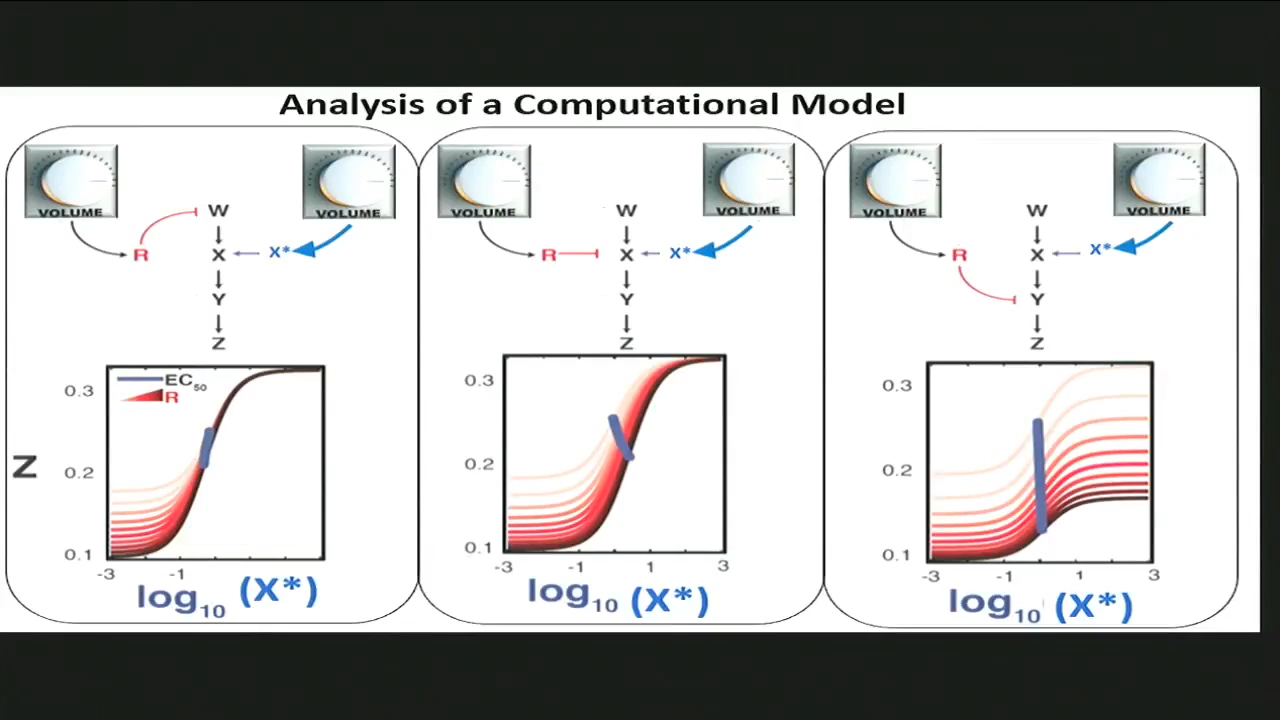 Analysis of a Computational Model
VOLUME
VOLUME
W
R
X
X*
Y
Z
EC50
R
Z
0.3
0.2
0.1
-3
-1
log10 (X*)
VOLUME
VOLUME
W
R
X
X*
Y
Z
0.3
0.2
0.1
-3
-1
1
3
log10 (X*)
VOLUME
VOLUME
W
R
X
X*
Y
Z
0.3
0.2
0.1
-3
-1
1
3
log10 (X*)